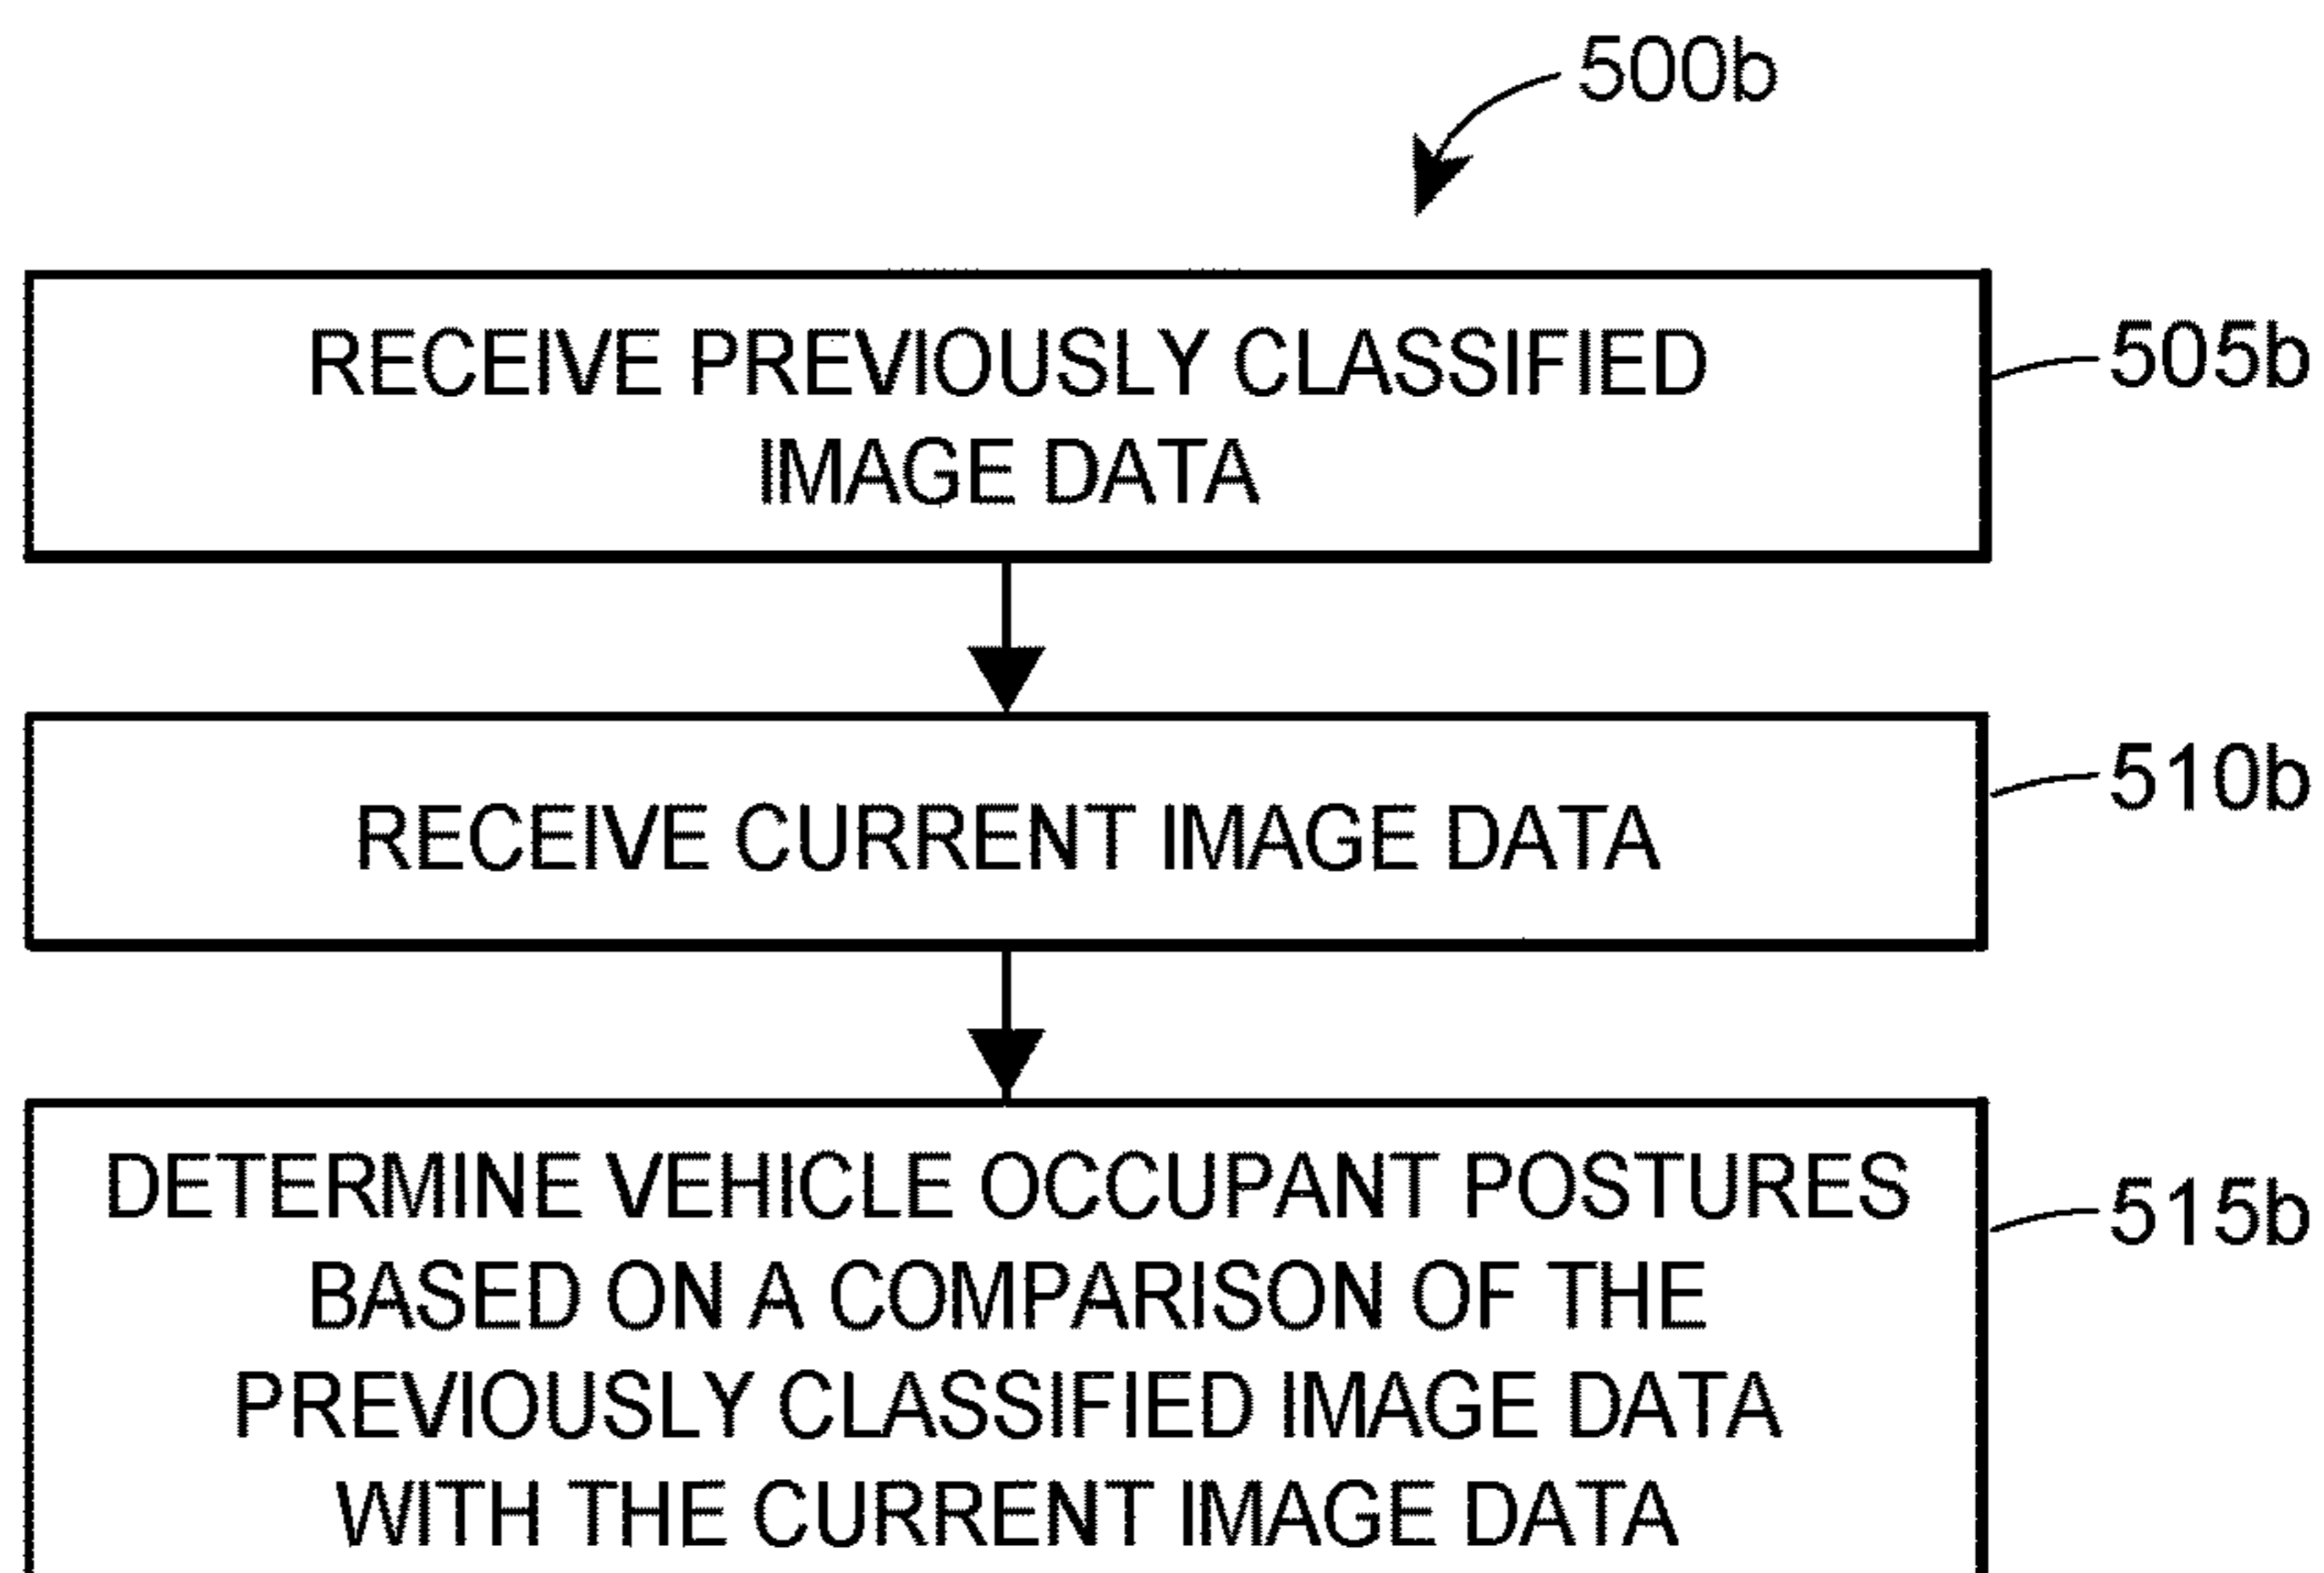 500b
RECEIVE PREVIOUSLY CLASSIFIED
IMAGE DATA
505b
RECEIVE CURRENT IMAGE DATA
510b
DETERMINE VEHICLE OCCUPANT POSTURES
BASED ON A COMPARISON OF THE
PREVIOUSLY CLASSIFIED IMAGE DATA
WITH THE CURRENT IMAGE DATA
515b